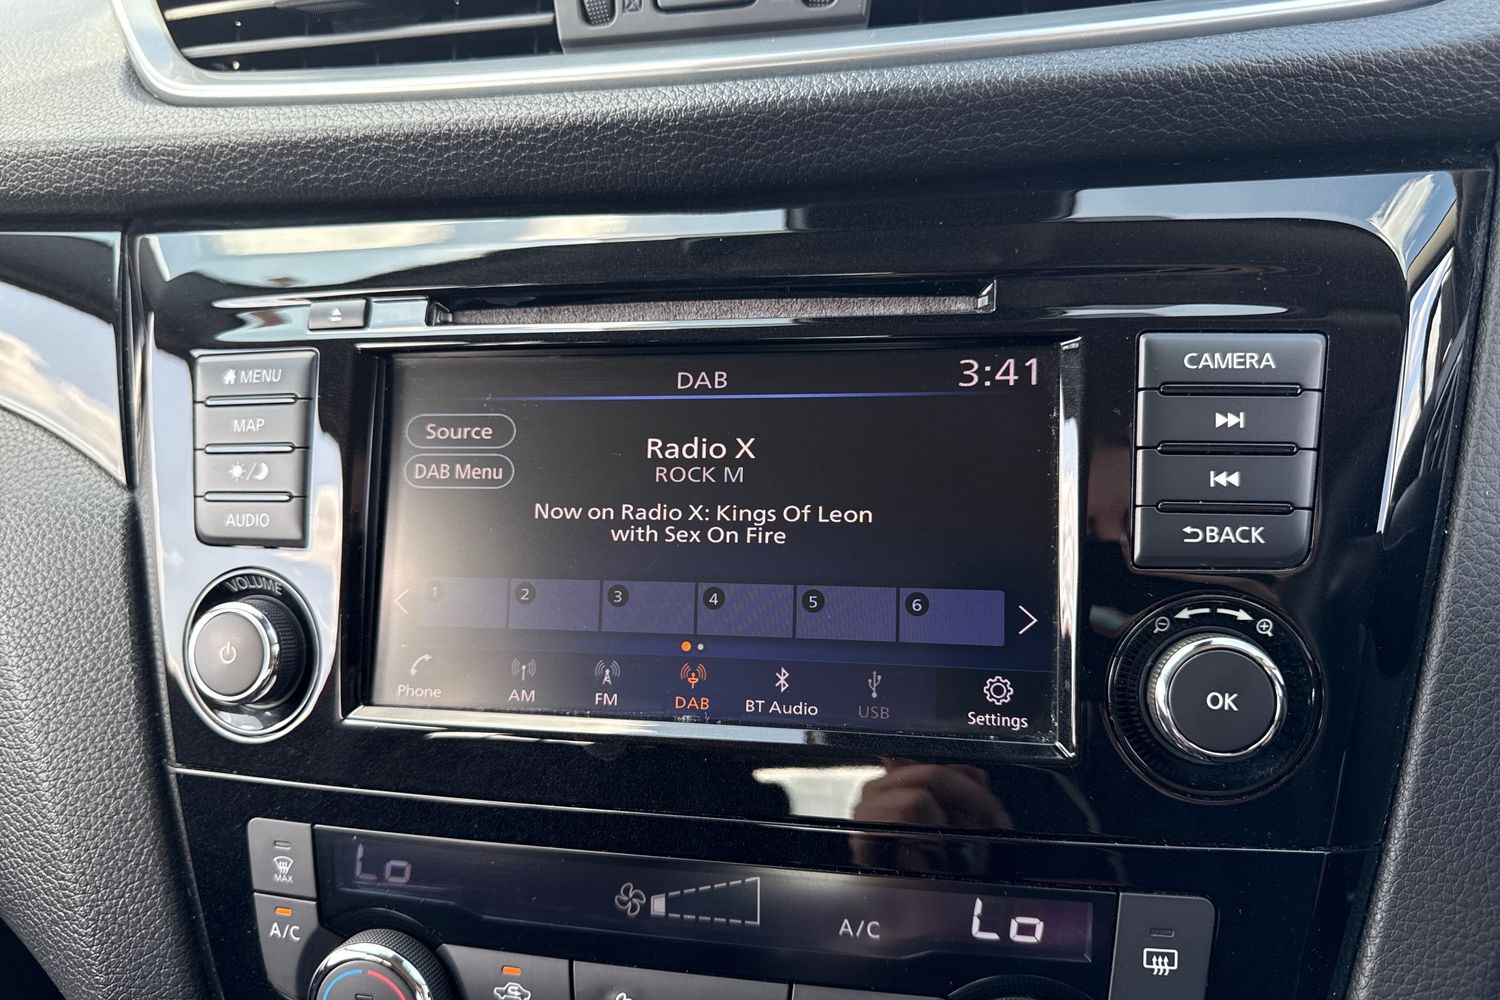 DAB
3:41
Source
DAB Menu
Radio X
ROCK M
Now on Radio X: Kings Of Leon
with Sex On Fire
1 2 3 4 5 6
Phone AM FM DAB BT Audio USB Settings
MENU
MAP
AUDIO
VOLUME
CAMERA
BACK
OK
MAX
A/C
Lo
A/C
Lo